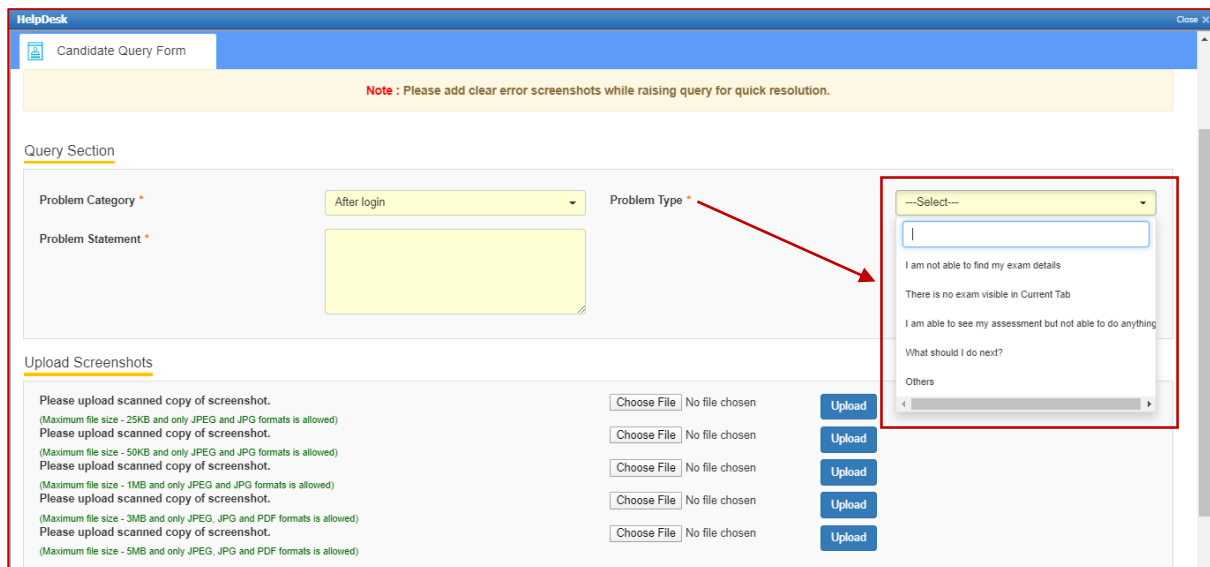 HelpDesk
Close ×
Candidate Query Form
Note : Please add clear error screenshots while raising query for quick resolution.
Query Section
Problem Category *
After login
Problem Type *
---Select---
Problem Statement *
I am not able to find my exam details
There is no exam visible in Current Tab
I am able to see my assessment but not able to do anything
What should I do next?
Others
Upload Screenshots
Please upload scanned copy of screenshot.
(Maximum file size - 25KB and only JPEG and JPG formats is allowed)
Choose File No file chosen
Upload
Please upload scanned copy of screenshot.
(Maximum file size - 50KB and only JPEG and JPG formats is allowed)
Choose File No file chosen
Upload
Please upload scanned copy of screenshot.
(Maximum file size - 1MB and only JPEG and JPG formats is allowed)
Choose File No file chosen
Upload
Please upload scanned copy of screenshot.
(Maximum file size - 3MB and only JPEG, JPG and PDF formats is allowed)
Choose File No file chosen
Upload
Please upload scanned copy of screenshot.
(Maximum file size - 5MB and only JPEG, JPG and PDF formats is allowed)
Choose File No file chosen
Upload